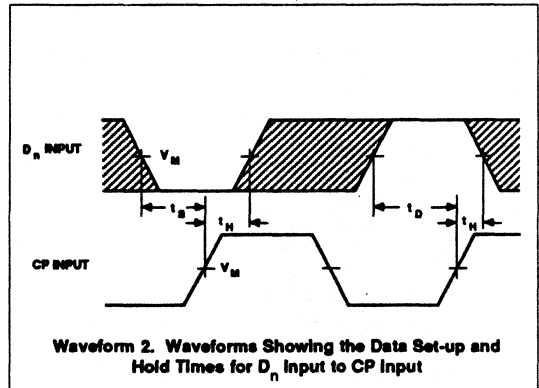 Dn INPUT
VM
tS
tH
tD
tH
CP INPUT
VM
Waveform 2. Waveforms Showing the Data Set-up and
Hold Times for Dn Input to CP Input